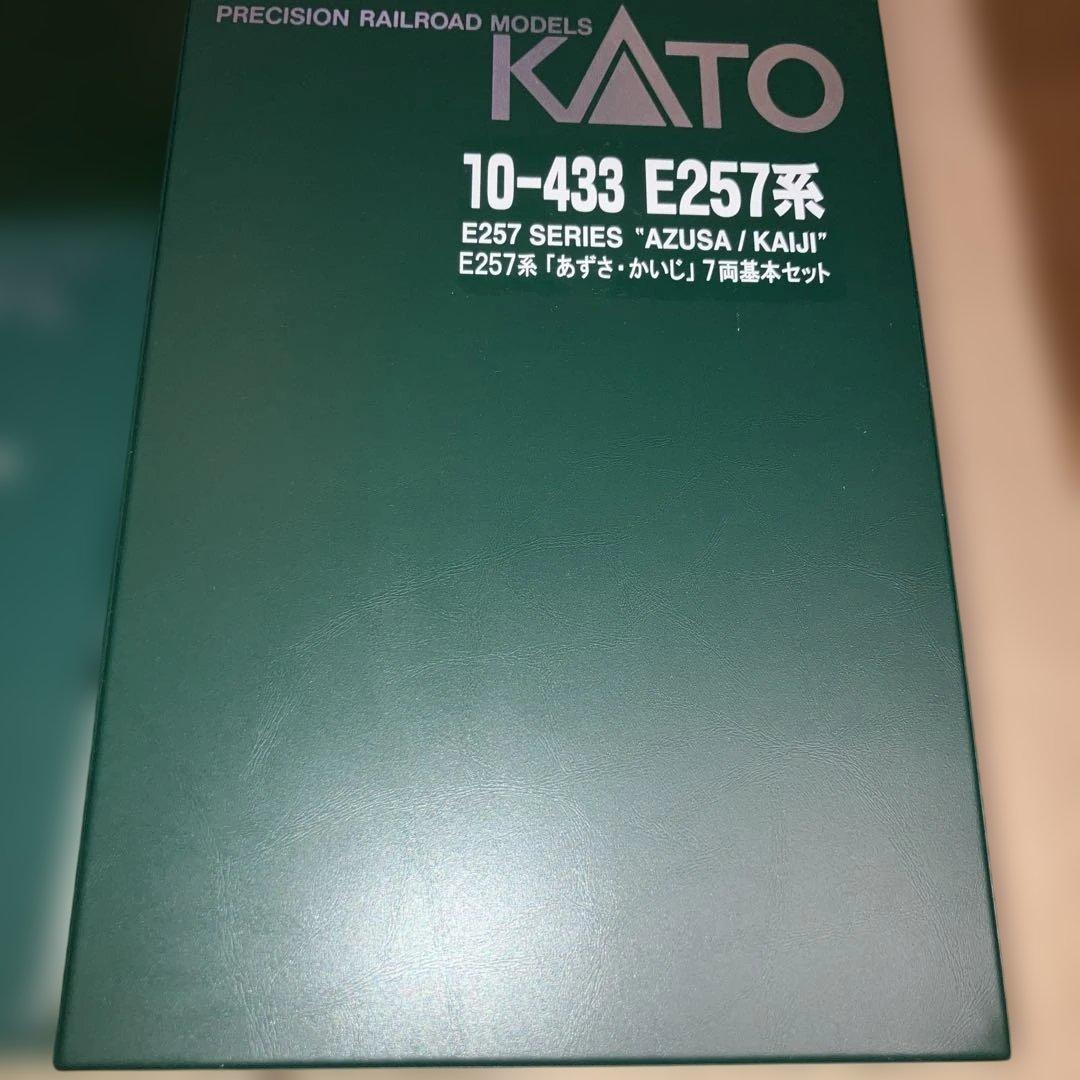 PRECISION RAILROAD MODELS
KATO
10-433 E257系
E257 SERIES "AZUSA / KAIJI"
E257系「あずさ・かいじ」7両基本セット